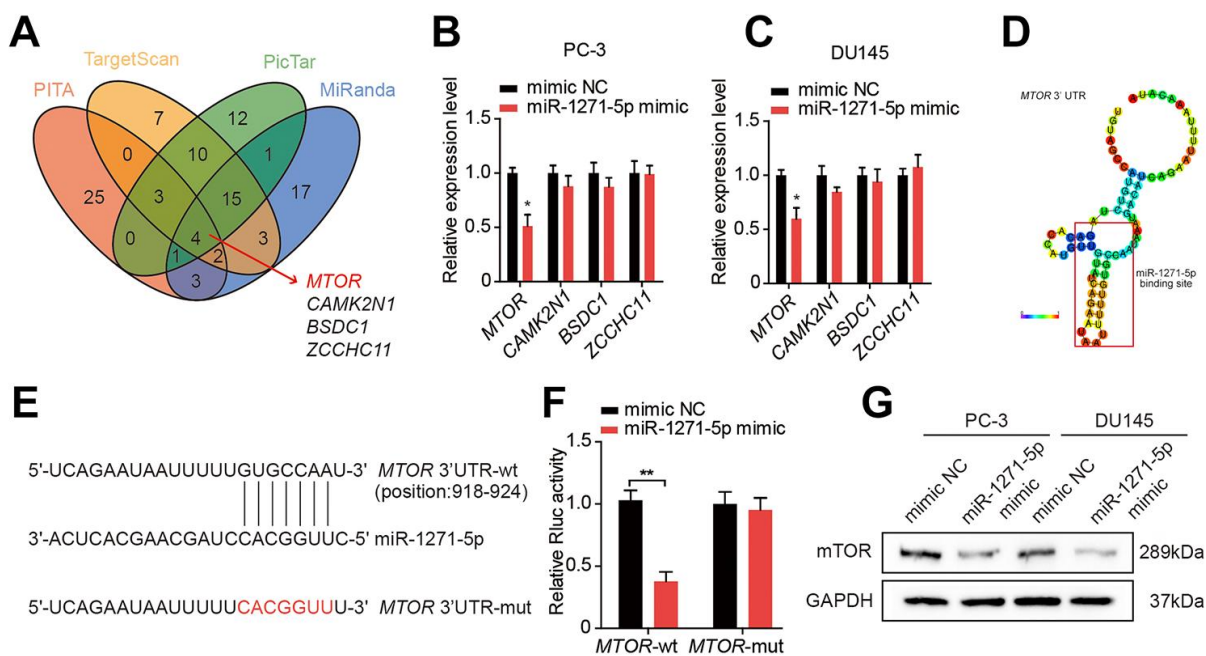 A
TargetScan
PicTar
PITA
MiRanda
7
12
0
10
1
25
3
15
17
0
4
3
1
2
3
MTOR
CAMK2N1
BSDC1
ZCCHC11
B
PC-3
mimic NC
miR-1271-5p mimic
Relative expression level
1.5
1.0
0.5
0
*
MTOR
CAMK2N1
BSDC1
ZCCHC11
C
DU145
mimic NC
miR-1271-5p mimic
Relative expression level
1.5
1.0
0.5
0
*
MTOR
CAMK2N1
BSDC1
ZCCHC11
D
MTOR 3' UTR
miR-1271-5p
binding site
E
5'-UCAGAAUAAUUUUUGUGCCAAU-3' MTOR 3'UTR-wt
(position:918-924)
3'-ACUCACGAACGAUCCACGGUUC-5' miR-1271-5p
5'-UCAGAAUAAUUUUUCACGGUUU-3' MTOR 3'UTR-mut
F
mimic NC
miR-1271-5p mimic
Relative Rluc activity
1.5
1.0
0.5
0
**
MTOR-wt
MTOR-mut
G
PC-3
DU145
mimic NC
miR-1271-5p
mimic
mimic NC
miR-1271-5p
mimic
mTOR
289kDa
GAPDH
37kDa